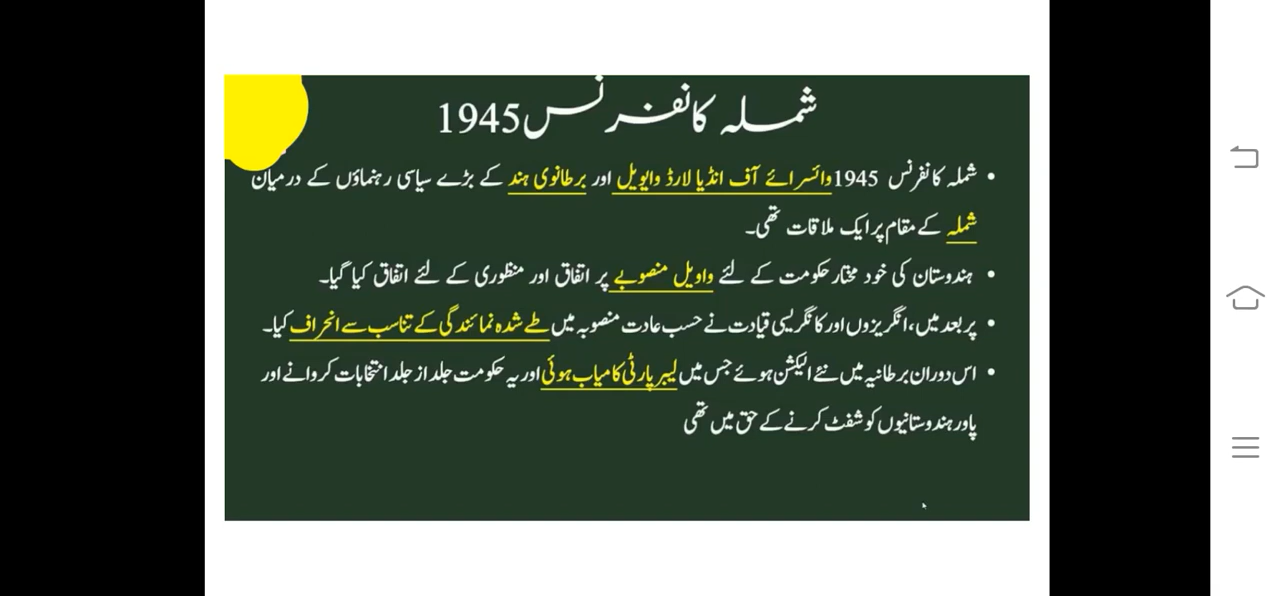 شملہ کانفرنس 1945
• شملہ کانفرنس 1945 وائسرائے آف انڈیا لارڈ وایویل اور برطانوی ہند کے بڑے سیاسی رہنماؤں کے درمیان
شملہ کے مقام پر ایک ملاقات تھی۔
• ہندوستان کی خود مختار حکومت کے لئے واویل منصوبے پر اتفاق اور منظوری کے لئے اتفاق کیا گیا۔
• پر بعد میں، انگریزوں اور کانگریسی قیادت نے حسب عادت منصوبہ میں طے شدہ نمائندگی کے تناسب سے انحراف کیا۔
• اس دوران برطانیہ میں نئے الیکشن ہوئے جس میں لیبر پارٹی کامیاب ہوئی اور یہ حکومت جلد از جلد انتخابات کروانے اور
پاور ہندوستانیوں کو شفٹ کرنے کے حق میں تھی